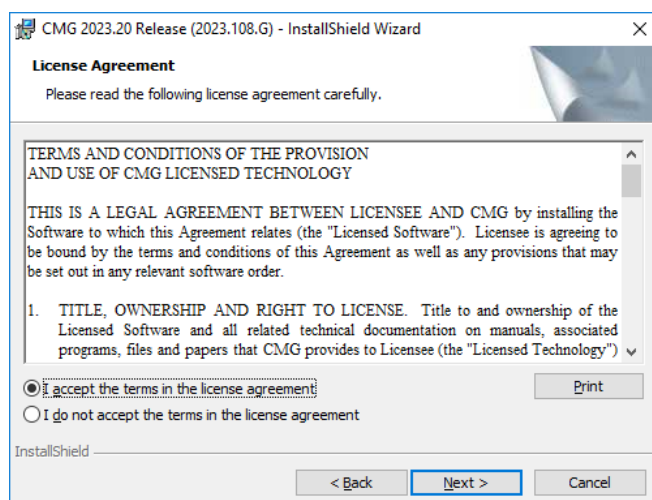 CMG 2023.20 Release (2023.108.G) - InstallShield Wizard
License Agreement
Please read the following license agreement carefully.
TERMS AND CONDITIONS OF THE PROVISION
AND USE OF CMG LICENSED TECHNOLOGY
THIS IS A LEGAL AGREEMENT BETWEEN LICENSEE AND CMG by installing the
Software to which this Agreement relates (the "Licensed Software"). Licensee is agreeing to
be bound by the terms and conditions of this Agreement as well as any provisions that may
be set out in any relevant software order.
1. TITLE, OWNERSHIP AND RIGHT TO LICENSE. Title to and ownership of the
Licensed Software and all related technical documentation on manuals, associated
programs, files and papers that CMG provides to Licensee (the "Licensed Technology")
I accept the terms in the license agreement
Print
I do not accept the terms in the license agreement
InstallShield
< Back
Next >
Cancel